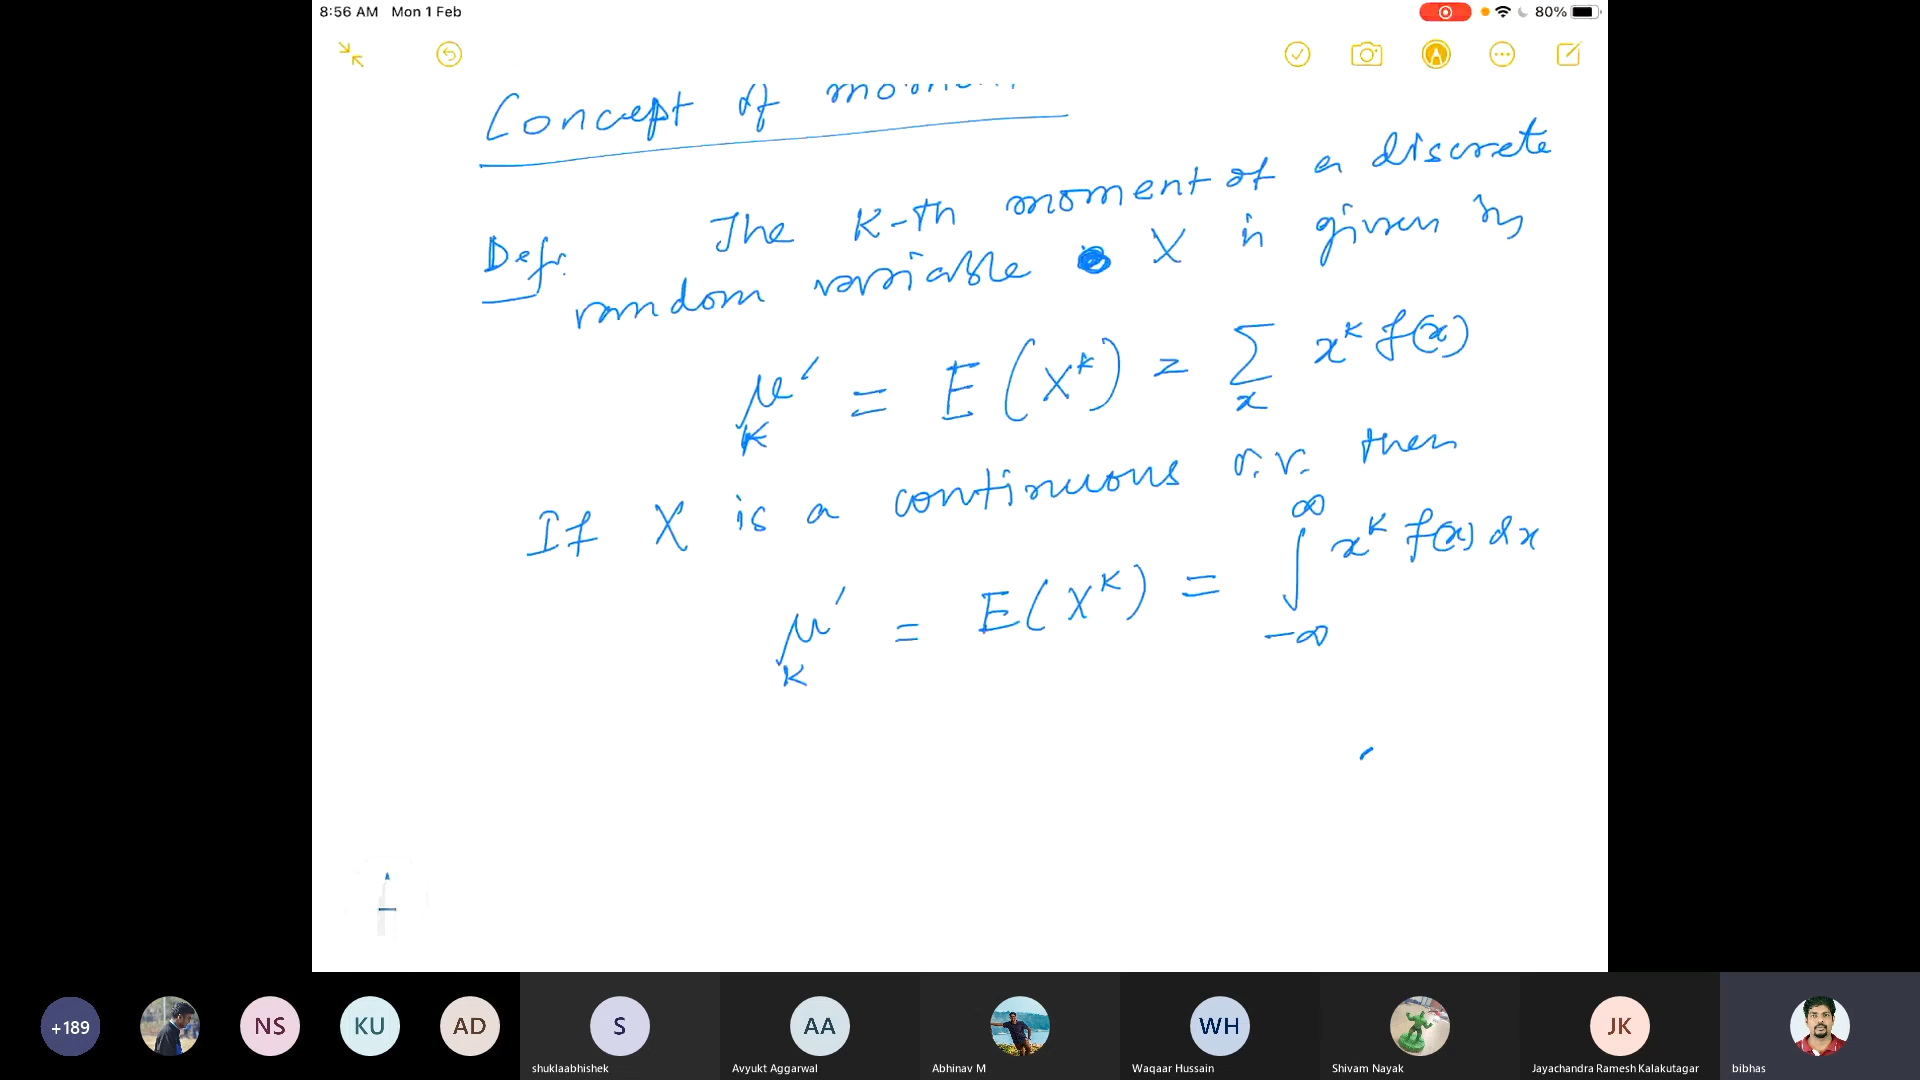 8:56 AM Mon 1 Feb
80%
Concept of
Defn. The K-th moment of a discrete
random variable X is given by
μ'_K = E(X^K) = Σ_x x^K f(x)
If X is a continuous r.v. then
μ'_K = E(X^K) = ∫_{-∞}^{∞} x^K f(x) dx
+189
NS
KU
AD
S
AA
WH
JK
shuklaabhishek
Avyukt Aggarwal
Abhinav M
Waqaar Hussain
Shivam Nayak
Jayachandra Ramesh Kalakutagar
bibhas